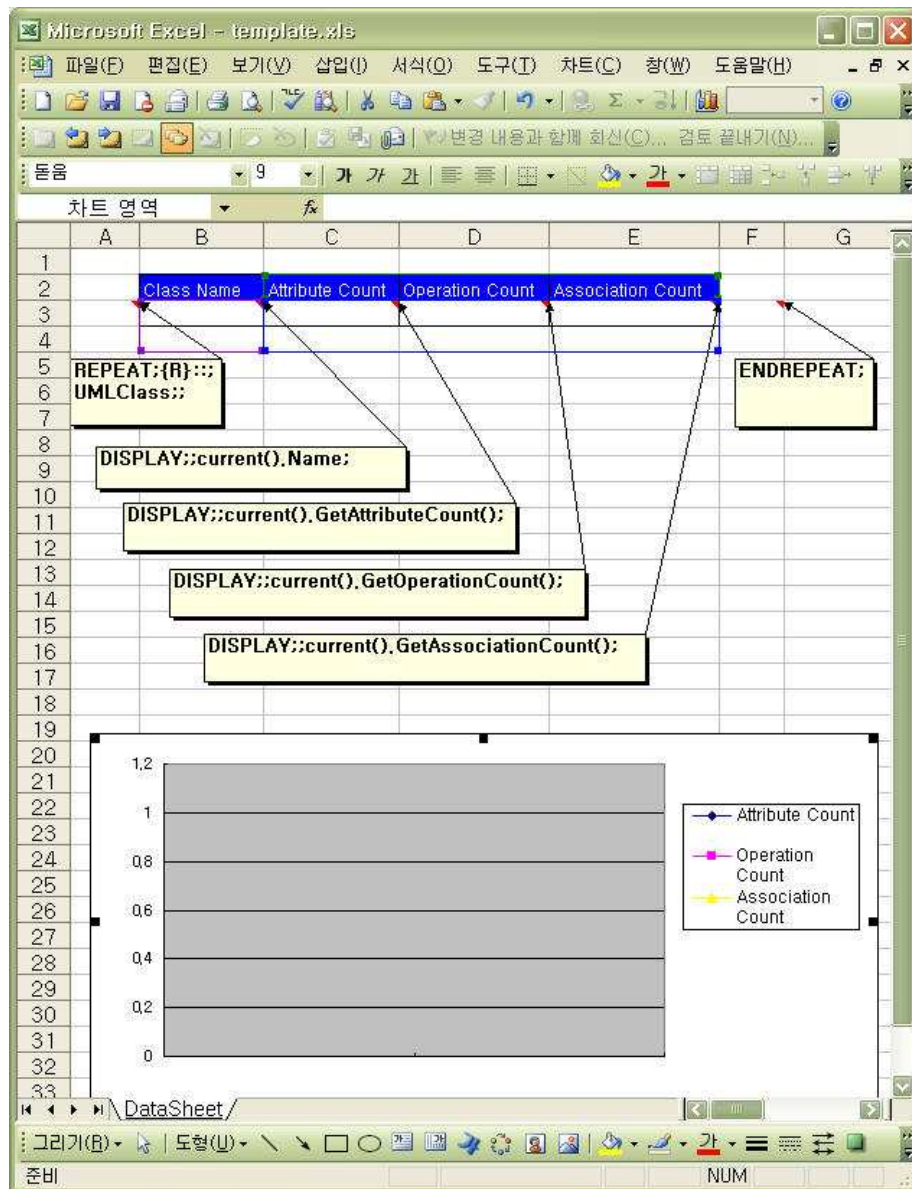 Microsoft Excel - template.xls
파일(F) 편집(E) 보기(V) 삽입(I) 서식(O) 도구(T) 차트(C) 창(W) 도움말(H)
변경 내용과 함께 회신(C)... 검토 끝내기(N)...
돋움 9 가 가 가 가
차트 영역 fx
A B C D E F G
1
2 Class Name Attribute Count Operation Count Association Count
3
4
5 REPEAT;{R}::; ENDREPEAT;
6 UMLClass;;
7
8
9 DISPLAY;;current().Name;
10
11 DISPLAY;;current().GetAttributeCount();
12
13 DISPLAY;;current().GetOperationCount();
14
15
16 DISPLAY;;current().GetAssociationCount();
17
18
19
20 1,2
21
22 1 Attribute Count
23
24 0,8 Operation
25 Count
26 0,6 Association
27 Count
28 0,4
29
30 0,2
31
32 0
33
DataSheet
그리기(R) 도형(U) 가
준비 NUM